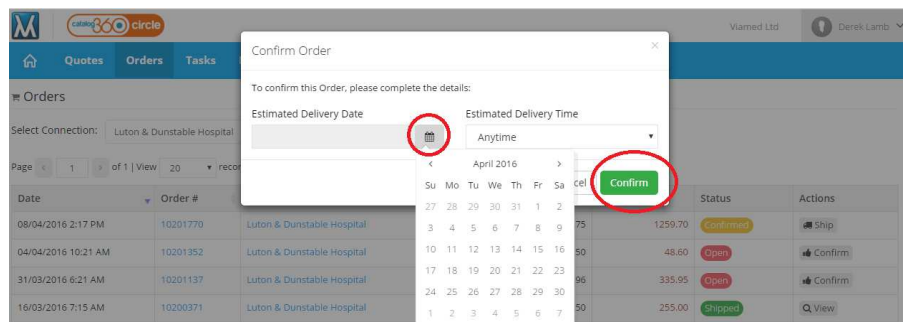 M catalog360 circle
Viamed Ltd
Derek Lamb
Quotes Orders Tasks
Confirm Order ×
To confirm this Order, please complete the details:
Estimated Delivery Date Estimated Delivery Time
Anytime
Orders
Select Connection: Luton & Dunstable Hospital
Page 1 of 1 | View 20 recor
< April 2016 >
Su Mo Tu We Th Fr Sa
27 28 29 30 31 1 2
3 4 5 6 7 8 9
10 11 12 13 14 15 16
17 18 19 20 21 22 23
24 25 26 27 28 29 30
1 2 3 4 5 6 7
cel Confirm
Date Order # Status Actions
08/04/2016 2:17 PM 10201770 Luton & Dunstable Hospital 75 1259.70 Confirmed Ship
04/04/2016 10:21 AM 10201352 Luton & Dunstable Hospital 50 48.60 Open Confirm
31/03/2016 6:21 AM 10201137 Luton & Dunstable Hospital 96 335.95 Open Confirm
16/03/2016 7:15 AM 10200371 Luton & Dunstable Hospital 50 255.00 Shipped View